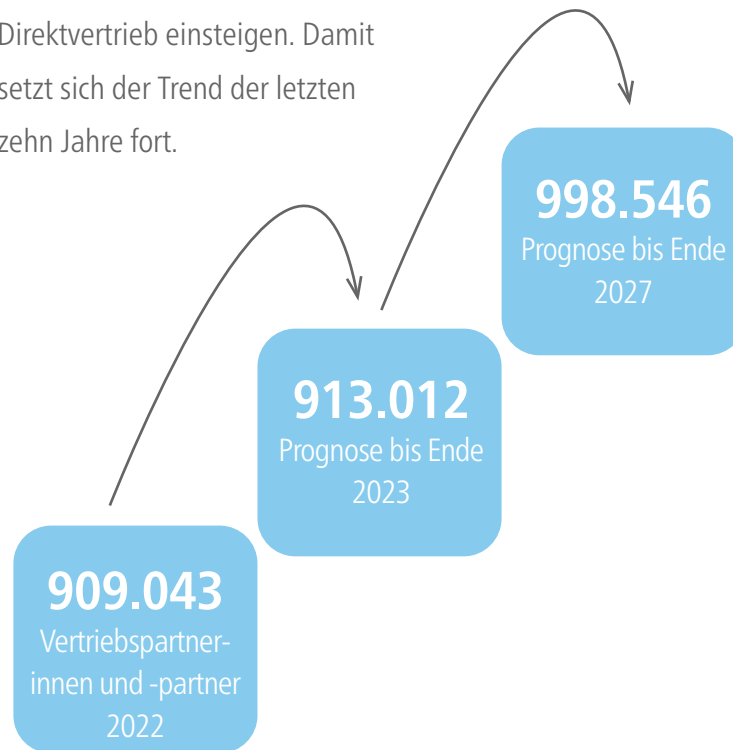 Direktvertrieb einsteigen. Damit
setzt sich der Trend der letzten
zehn Jahre fort.
998.546
Prognose bis Ende
2027
913.012
Prognose bis Ende
2023
909.043
Vertriebspartner-
innen und -partner
2022